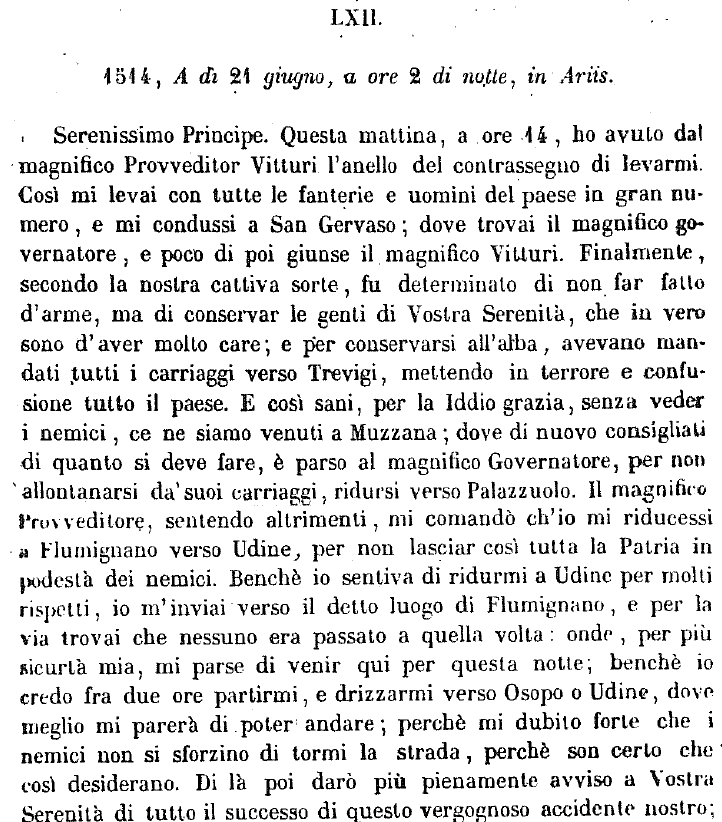 LXII.
1514, A dì 21 giugno, a ore 2 di notte, in Ariis.
Serenissimo Principe. Questa mattina, a ore 14, ho avuto dal
magnifico Provveditor Vitturi l'anello del contrassegno di levarmi.
Così mi levai con tutte le fanterie e uomini del paese in gran nu-
mero, e mi condussi a San Gervaso; dove trovai il magnifico go-
vernatore, e poco di poi giunse il magnifico Vitturi. Finalmente,
secondo la nostra cattiva sorte, fu determinato di non far fatto
d'arme, ma di conservar le genti di Vostra Serenità, che in vero
sono d'aver molto care; e per conservarsi all'alba, avevano man-
dati tutti i carriaggi verso Trevigi, mettendo in terrore e confu-
sione tutto il paese. E così sani, per la Iddio grazia, senza veder
i nemici, ce ne siamo venuti a Muzzana; dove di nuovo consigliati
di quanto si deve fare, è parso al magnifico Governatore, per non
allontanarsi da' suoi carriaggi, ridursi verso Palazzuolo. Il magnifico
Provveditore, sentendo altrimenti, mi comandò ch'io mi riducessi
a Flumignano verso Udine, per non lasciar così tutta la Patria in
podestà dei nemici. Benchè io sentiva di ridurmi a Udine per molti
rispetti, io m'inviai verso il detto luogo di Flumignano, e per la
via trovai che nessuno era passato a quella volta: onde, per più
sicurtà mia, mi parse di venir qui per questa notte; benchè io
credo fra due ore partirmi, e drizzarmi verso Osopo o Udine, dove
meglio mi parerà di poter andare; perchè mi dubito forte che i
nemici non si sforzino di tormi la strada, perchè son certo che
così desiderano. Di là poi darò più pienamente avviso a Vostra
Serenità di tutto il successo di questo vergognoso accidente nostro;